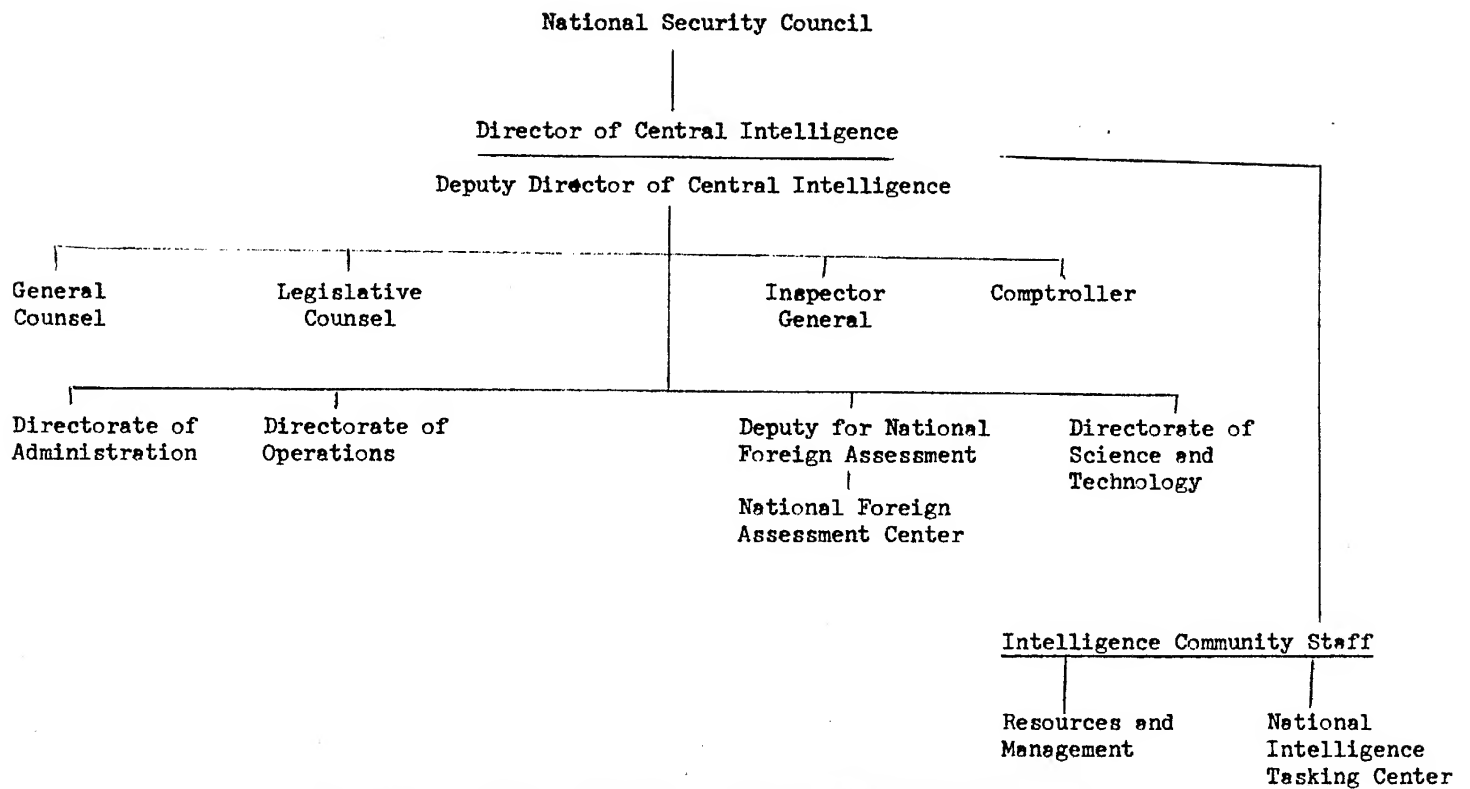 National Security Council
Director of Central Intelligence
Deputy Director of Central Intelligence
General
Counsel
Legislative
Counsel
Inspector
General
Comptroller
Directorate of
Administration
Directorate of
Operations
Deputy for National
Foreign Assessment
National Foreign
Assessment Center
Directorate of
Science and
Technology
Intelligence Community Staff
Resources and
Management
National
Intelligence
Tasking Center